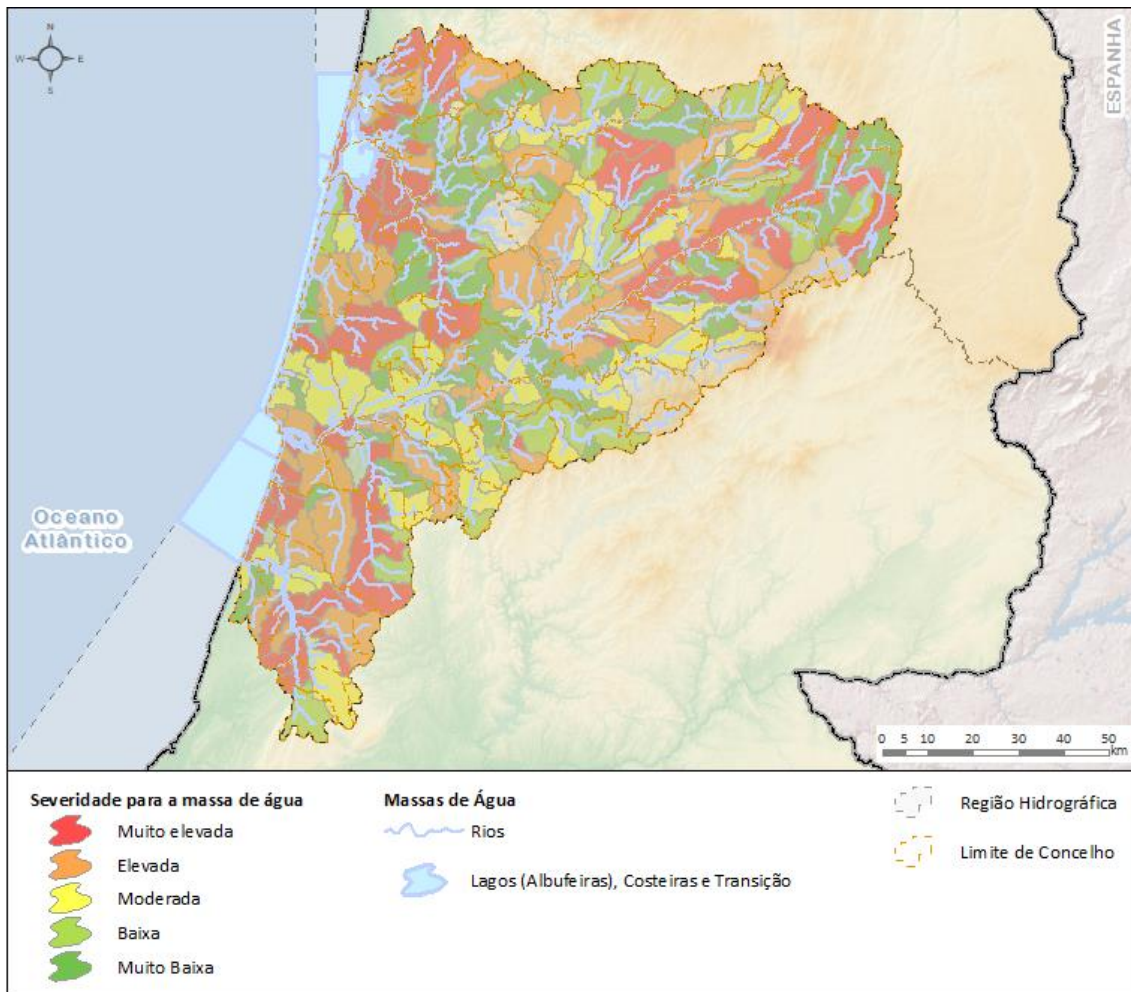 N
W E
S
ESPANHA
Oceano
Atlântico
0 5 10 20 30 40 50
km
Severidade para a massa de água
Muito elevada
Elevada
Moderada
Baixa
Muito Baixa
Massas de Água
Rios
Lagos (Albufeiras), Costeiras e Transição
Região Hidrográfica
Limite de Concelho